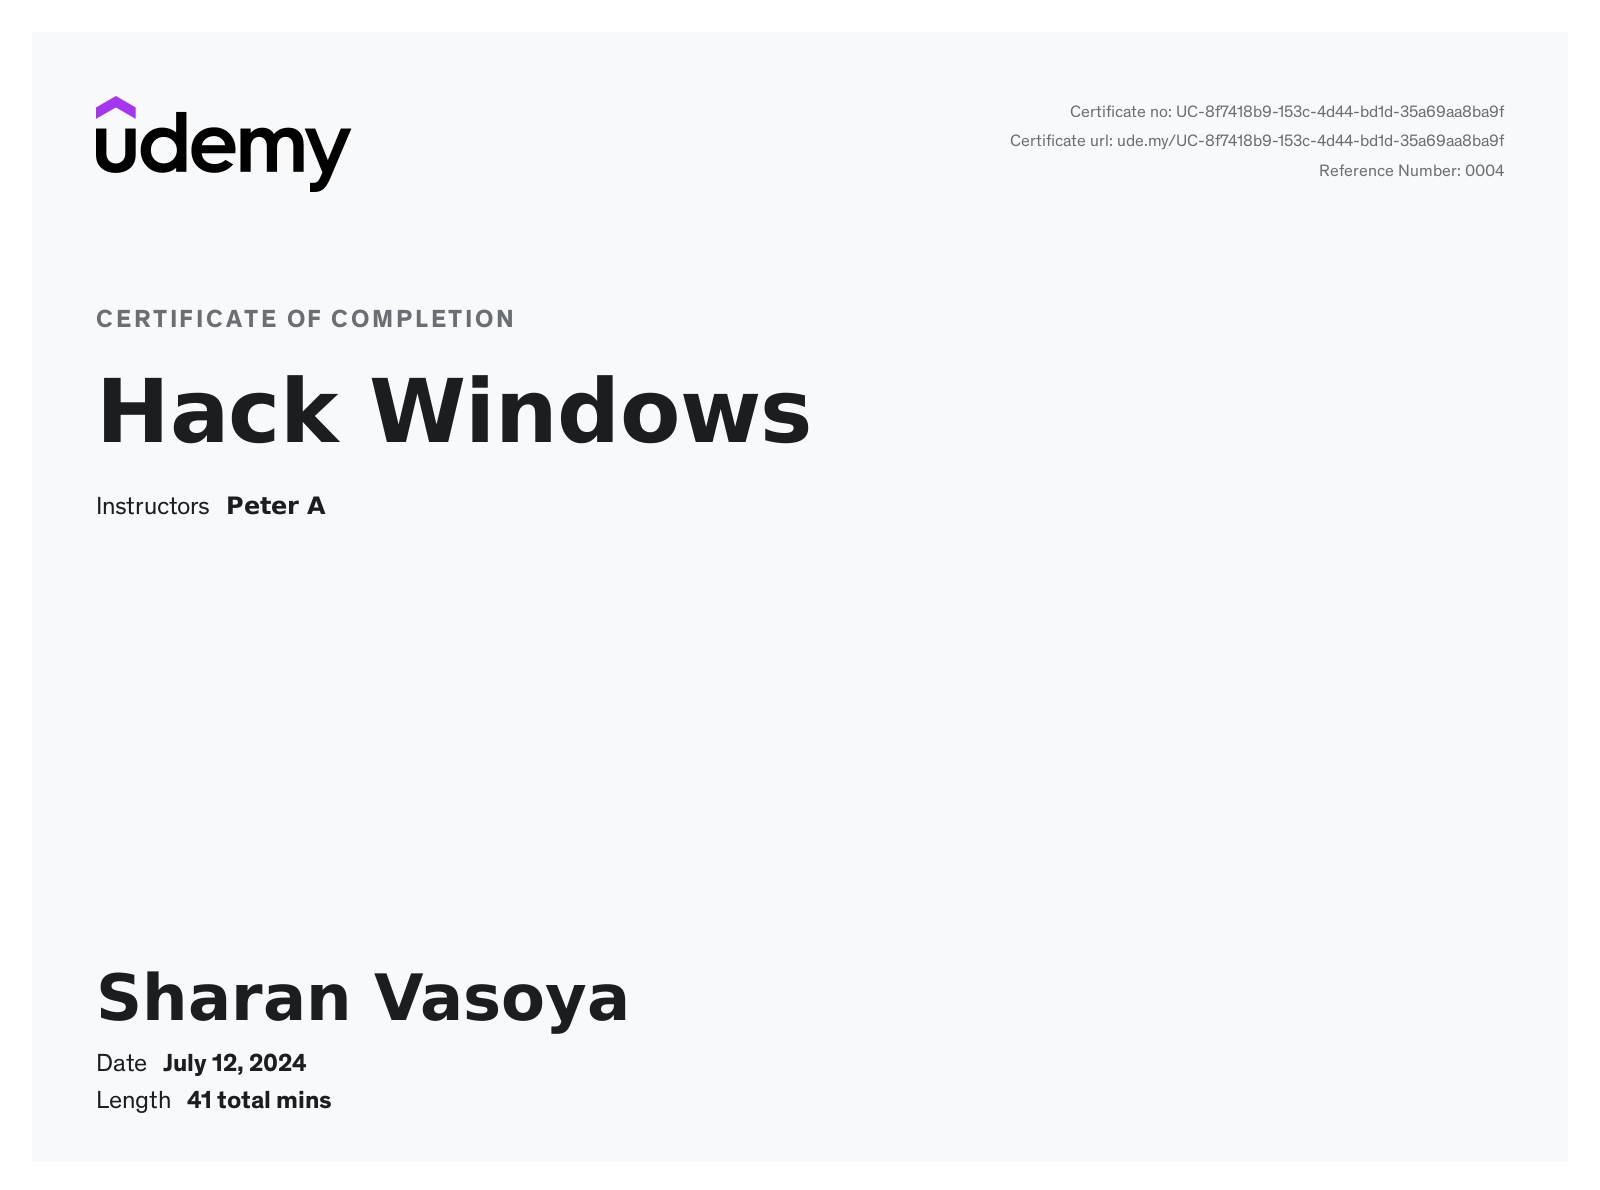 udemy
Certificate no: UC-8f7418b9-153c-4d44-bd1d-35a69aa8ba9f
Certificate url: ude.my/UC-8f7418b9-153c-4d44-bd1d-35a69aa8ba9f
Reference Number: 0004
CERTIFICATE OF COMPLETION
Hack Windows
Instructors Peter A
Sharan Vasoya
Date July 12, 2024
Length 41 total mins